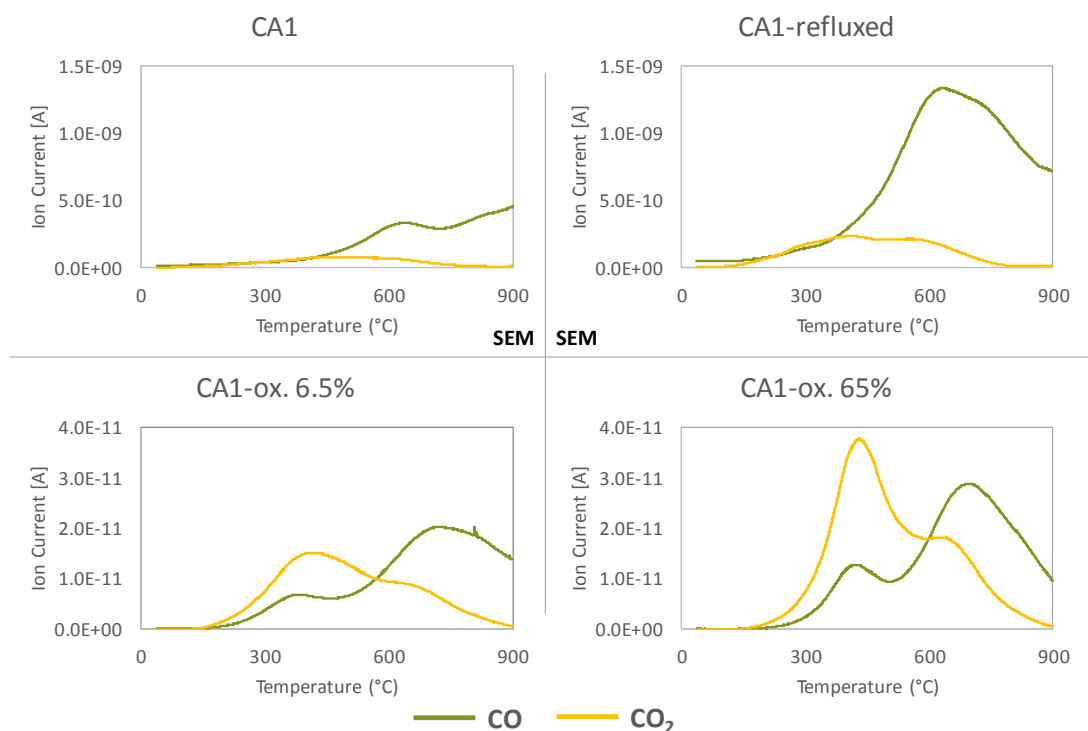 CA1
1.5E-09
1.0E-09
5.0E-10
0.0E+00
Ion Current [A]
0 300 600 900
Temperature (°C)
SEM
CA1-refluxed
1.5E-09
1.0E-09
5.0E-10
0.0E+00
Ion Current [A]
0 300 600 900
Temperature (°C)
SEM
CA1-ox. 6.5%
4.0E-11
3.0E-11
2.0E-11
1.0E-11
0.0E+00
Ion Current [A]
0 300 600 900
Temperature (°C)
CA1-ox. 65%
4.0E-11
3.0E-11
2.0E-11
1.0E-11
0.0E+00
Ion Current [A]
0 300 600 900
Temperature (°C)
CO CO₂